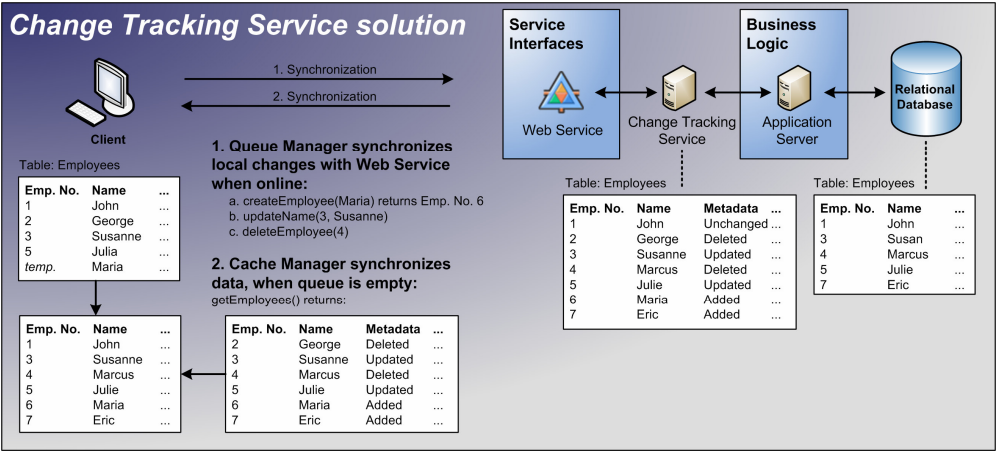 Change Tracking Service solution
1. Synchronization
2. Synchronization
Client
Service
Interfaces
Web Service
Change Tracking
Service
Business
Logic
Application
Server
Relational
Database
1. Queue Manager synchronizes
local changes with Web Service
when online:
a. createEmployee(Maria) returns Emp. No. 6
b. updateName(3, Susanne)
c. deleteEmployee(4)
2. Cache Manager synchronizes
data, when queue is empty:
getEmployees() returns:
Table: Employees
Emp. No. Name ...
1 John ...
2 George ...
3 Susanne ...
5 Julia ...
temp. Maria ...
Emp. No. Name ...
1 John ...
3 Susanne ...
4 Marcus ...
5 Julie ...
6 Maria ...
7 Eric ...
Emp. No. Name Metadata ...
2 George Deleted ...
3 Susanne Updated ...
4 Marcus Deleted ...
5 Julie Updated ...
6 Maria Added ...
7 Eric Added ...
Table: Employees
Emp. No. Name Metadata ...
1 John Unchanged ...
2 George Deleted ...
3 Susanne Updated ...
4 Marcus Deleted ...
5 Julie Updated ...
6 Maria Added ...
7 Eric Added ...
Table: Employees
Emp. No. Name ...
1 John ...
3 Susan ...
4 Marcus ...
5 Julie ...
7 Eric ...